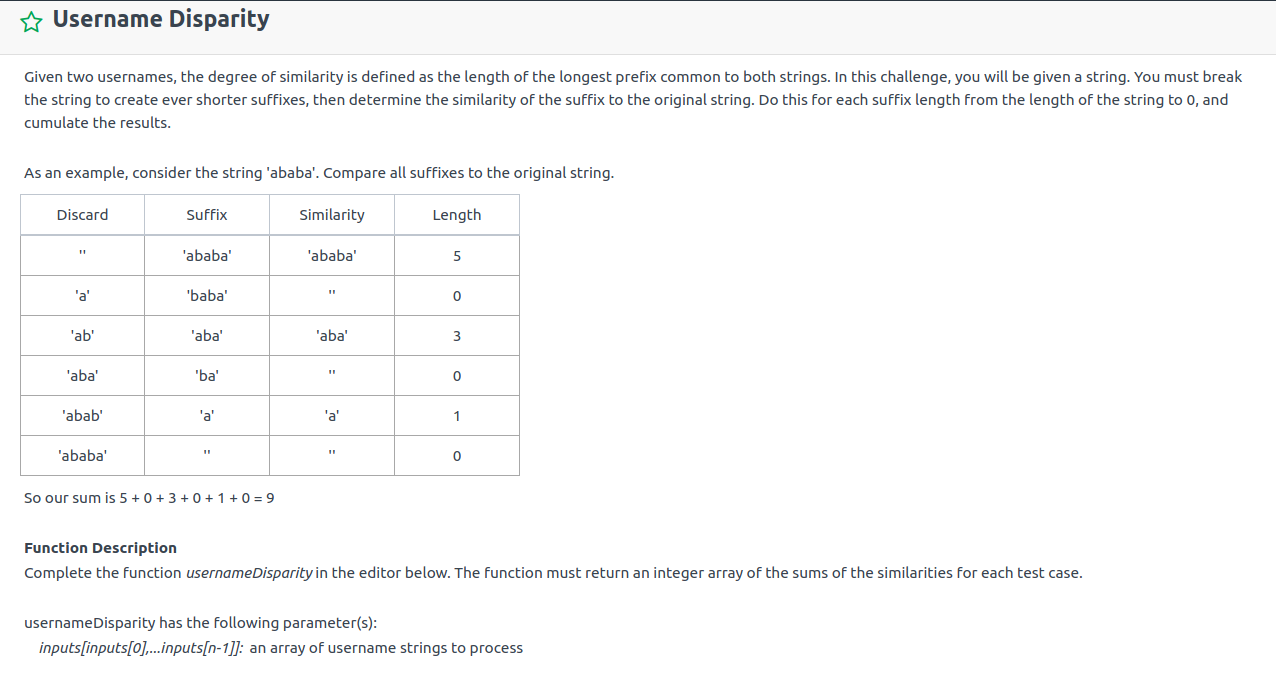 Username Disparity
Given two usernames, the degree of similarity is defined as the length of the longest prefix common to both strings. In this challenge, you will be given a string. You must break
the string to create ever shorter suffixes, then determine the similarity of the suffix to the original string. Do this for each suffix length from the length of the string to 0, and
cumulate the results.
As an example, consider the string 'ababa'. Compare all suffixes to the original string.
Discard Suffix Similarity Length
'' 'ababa' 'ababa' 5
'a' 'baba' '' 0
'ab' 'aba' 'aba' 3
'aba' 'ba' '' 0
'abab' 'a' 'a' 1
'ababa' '' '' 0
So our sum is 5 + 0 + 3 + 0 + 1 + 0 = 9
Function Description
Complete the function usernameDisparity in the editor below. The function must return an integer array of the sums of the similarities for each test case.
usernameDisparity has the following parameter(s):
inputs[inputs[0],...inputs[n-1]]: an array of username strings to process